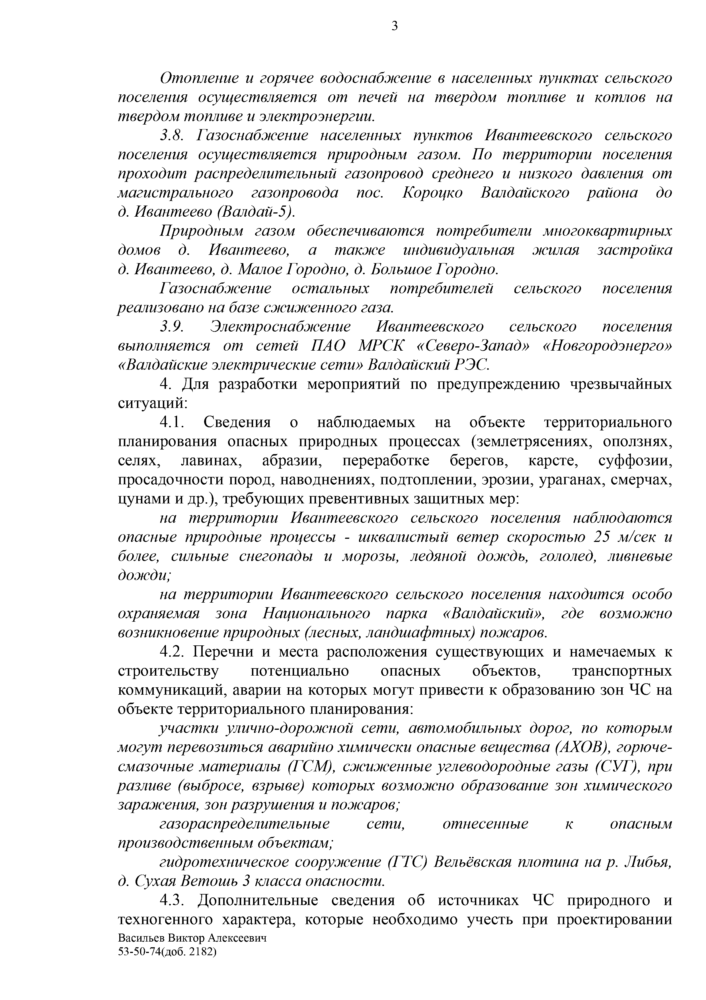 3
Отопление и горячее водоснабжение в населенных пунктах сельского
поселения осуществляется от печей на твердом топливе и котлов на
твердом топливе и электроэнергии.
3.8. Газоснабжение населенных пунктов Ивантеевского сельского
поселения осуществляется природным газом. По территории поселения
проходит распределительный газопровод среднего и низкого давления от
магистрального газопровода пос. Короцко Валдайского района до
д. Ивантеево (Валдай-5).
Природным газом обеспечиваются потребители многоквартирных
домов д. Ивантеево, а также индивидуальная жилая застройка
д. Ивантеево, д. Малое Городно, д. Большое Городно.
Газоснабжение остальных потребителей сельского поселения
реализовано на базе сжиженного газа.
3.9. Электроснабжение Ивантеевского сельского поселения
выполняется от сетей ПАО МРСК «Северо-Запад» «Новгородэнерго»
«Валдайские электрические сети» Валдайский РЭС.
4. Для разработки мероприятий по предупреждению чрезвычайных
ситуаций:
4.1. Сведения о наблюдаемых на объекте территориального
планирования опасных природных процессах (землетрясениях, оползнях,
селях, лавинах, абразии, переработке берегов, карсте, суффозии,
просадочности пород, наводнениях, подтоплении, эрозии, ураганах, смерчах,
цунами и др.), требующих превентивных защитных мер:
на территории Ивантеевского сельского поселения наблюдаются
опасные природные процессы - шквалистый ветер скоростью 25 м/сек и
более, сильные снегопады и морозы, ледяной дождь, гололед, ливневые
дожди;
на территории Ивантеевского сельского поселения находится особо
охраняемая зона Национального парка «Валдайский», где возможно
возникновение природных (лесных, ландшафтных) пожаров.
4.2. Перечни и места расположения существующих и намечаемых к
строительству потенциально опасных объектов, транспортных
коммуникаций, аварии на которых могут привести к образованию зон ЧС на
объекте территориального планирования:
участки улично-дорожной сети, автомобильных дорог, по которым
могут перевозиться аварийно химически опасные вещества (АХОВ), горюче-
смазочные материалы (ГСМ), сжиженные углеводородные газы (СУГ), при
разливе (выбросе, взрыве) которых возможно образование зон химического
заражения, зон разрушения и пожаров;
газораспределительные сети, отнесенные к опасным
производственным объектам;
гидротехническое сооружение (ГТС) Вельёвская плотина на р. Либья,
д. Сухая Ветошь 3 класса опасности.
4.3. Дополнительные сведения об источниках ЧС природного и
техногенного характера, которые необходимо учесть при проектировании
Васильев Виктор Алексеевич
53-50-74(доб. 2182)